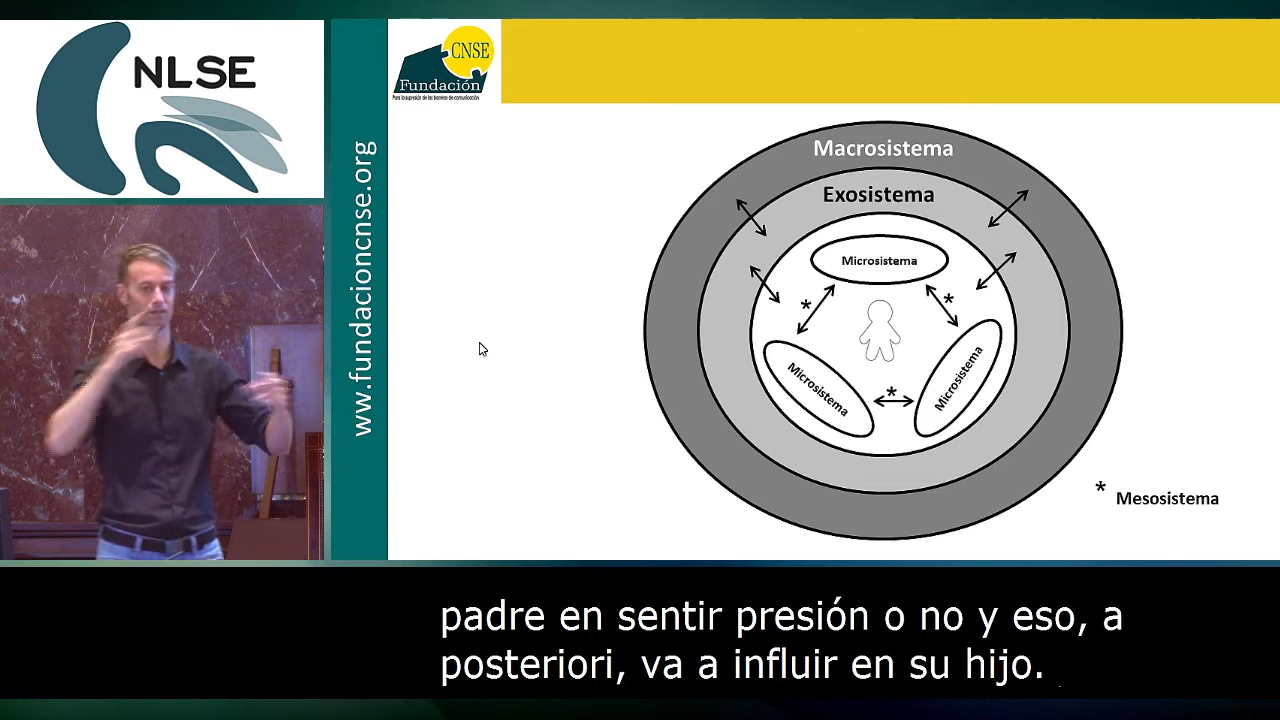 NLSE
CNSE
Fundación
Para la supresión de las barreras de comunicación
www.fundacioncnse.org
Macrosistema
Exosistema
Microsistema
*
*
Microsistema
Microsistema
*
* Mesosistema
padre en sentir presión o no y eso, a
posteriori, va a influir en su hijo.